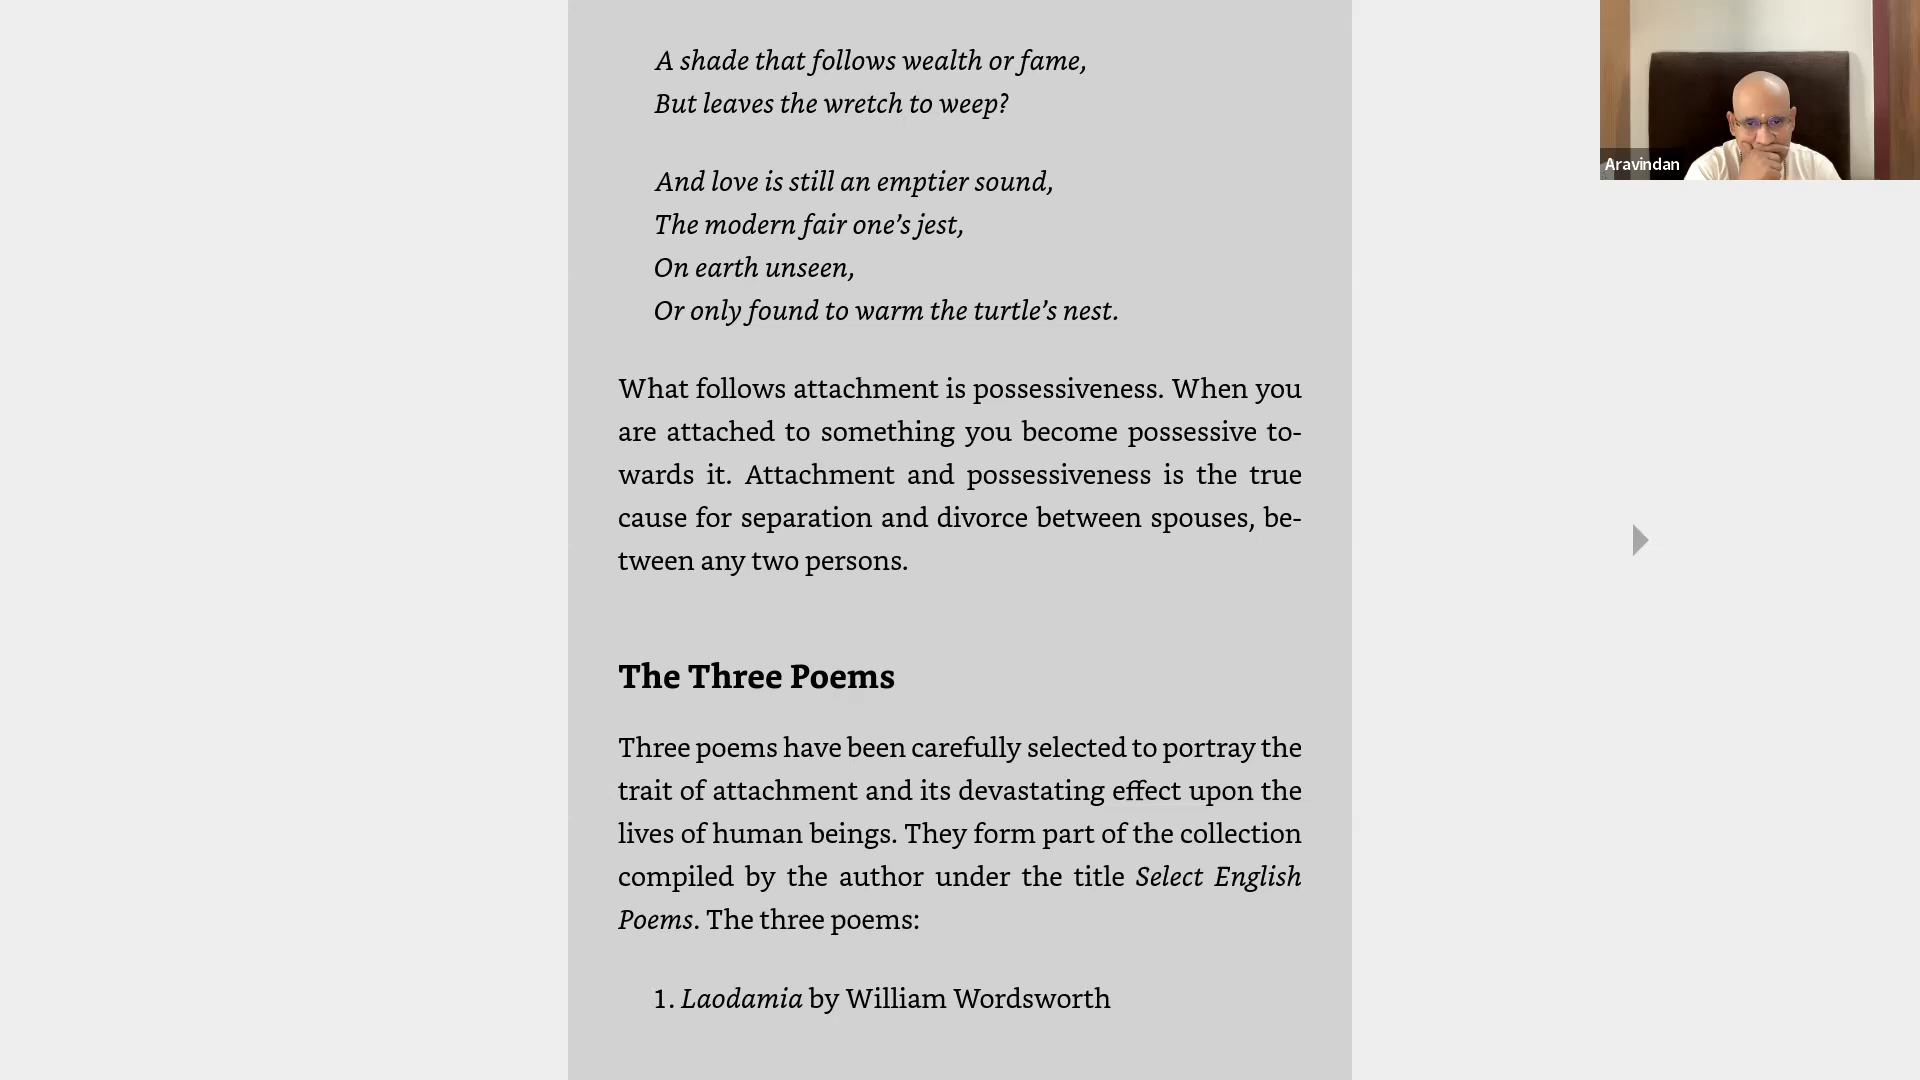 A shade that follows wealth or fame,
But leaves the wretch to weep?
And love is still an emptier sound,
The modern fair one’s jest,
On earth unseen,
Or only found to warm the turtle’s nest.
What follows attachment is possessiveness. When you
are attached to something you become possessive to-
wards it. Attachment and possessiveness is the true
cause for separation and divorce between spouses, be-
tween any two persons.
The Three Poems
Three poems have been carefully selected to portray the
trait of attachment and its devastating effect upon the
lives of human beings. They form part of the collection
compiled by the author under the title Select English
Poems. The three poems:
1. Laodamia by William Wordsworth
Aravindan